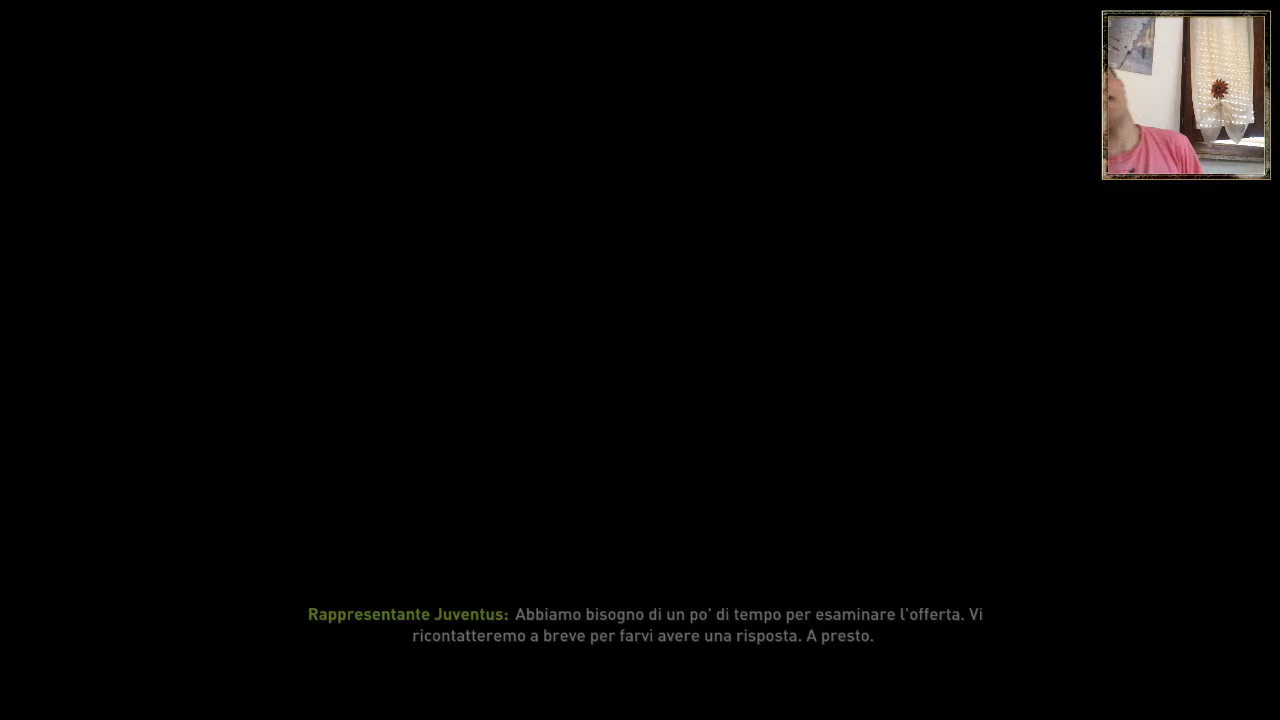 Rappresentante Juventus: Abbiamo bisogno di un po' di tempo per esaminare l'offerta. Vi
ricontatteremo a breve per farvi avere una risposta. A presto.